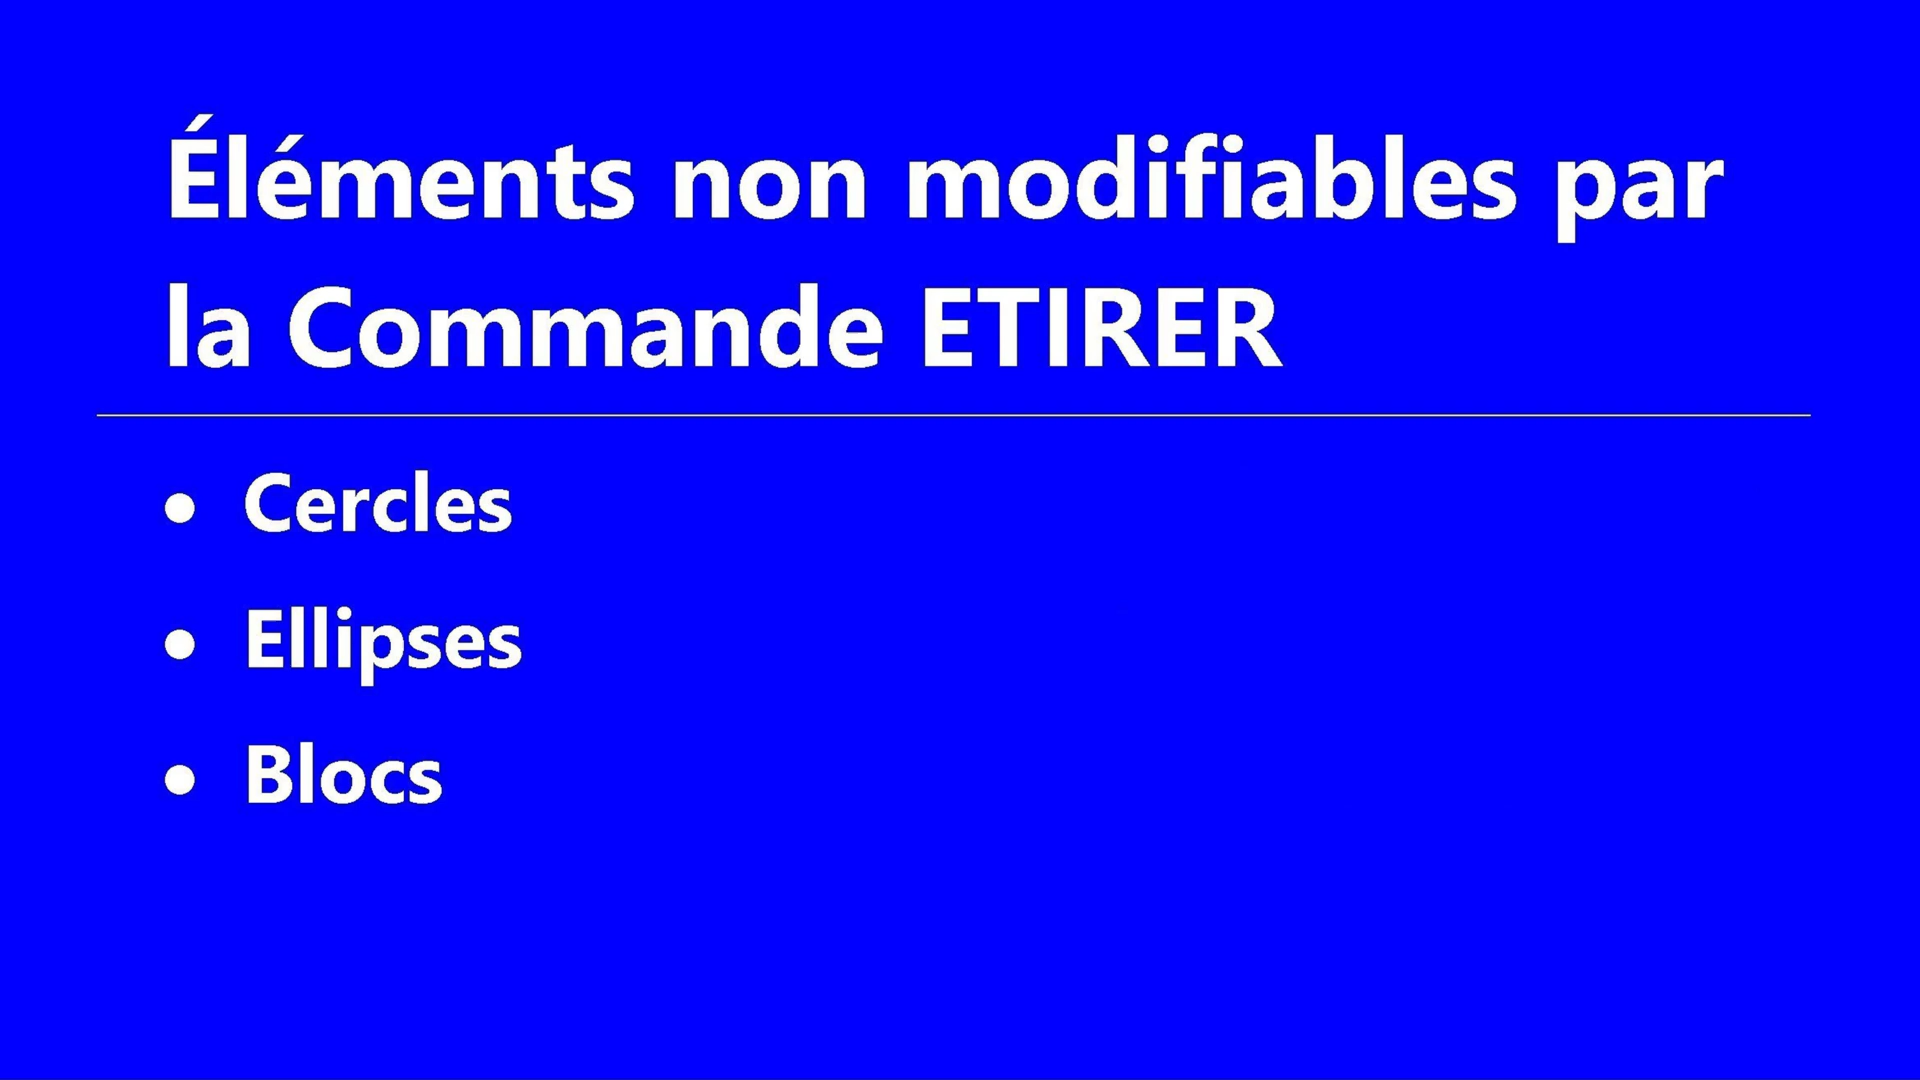 Éléments non modifiables par
la Commande ETIRER
• Cercles
• Ellipses
• Blocs